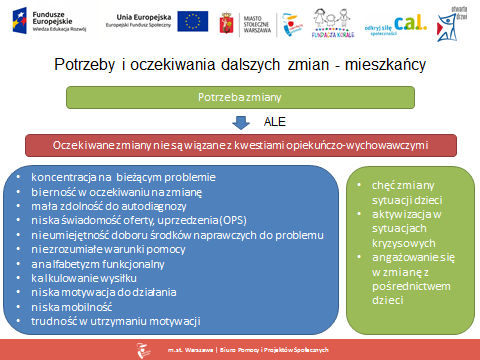 Fundusze
Europejskie
Wiedza Edukacja Rozwój
Unia Europejska
Europejski Fundusz Społeczny
MIASTO
STOŁECZNE
WARSZAWA
FUNDACJA KORALE
odkryj siłę
społeczności
cal.
otwarte
drzwi
Potrzeby i oczekiwania dalszych zmian - mieszkańcy
Potrzeba zmiany
ALE
Oczekiwane zmiany nie są wiązane z kwestiami opiekuńczo-wychowawczymi
• koncentracja na bieżącym problemie
• bierność w oczekiwaniu na zmianę
• mała zdolność do autodiagnozy
• niska świadomość oferty, uprzedzenia (OPS)
• nieumiejętność doboru środków naprawczych do problemu
• niezrozumiałe warunki pomocy
• analfabetyzm funkcjonalny
• kalkulowanie wysiłku
• niska motywacja do działania
• niska mobilność
• trudność w utrzymaniu motywacji
• chęć zmiany
sytuacji dzieci
• aktywizacja w
sytuacjach
kryzysowych
• angażowanie się
w zmianę z
pośrednictwem
dzieci
m.st. Warszawa | Biuro Pomocy i Projektów Społecznych